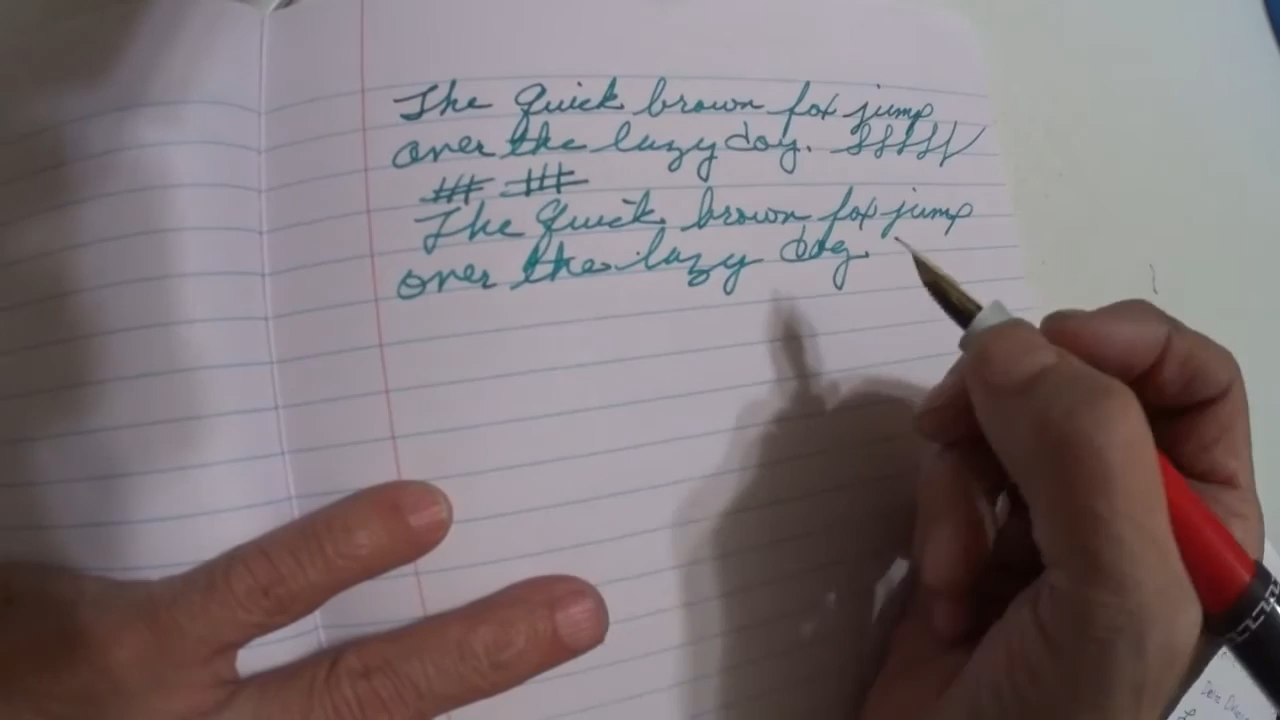 The Quick brown fox jump
over the lazy dog.
The Quick brown fox jump
over the lazy dog